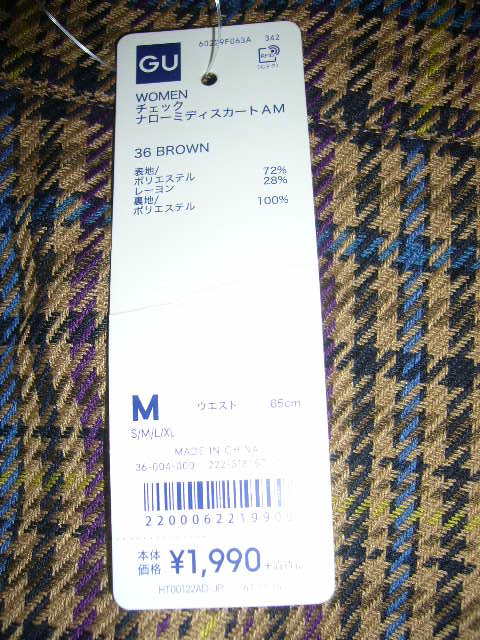 GU
342
WOMEN
チェック
ナローミディスカートAM
36 BROWN
表地/
ポリエステル 72%
レーヨン 28%
裏地/
ポリエステル 100%
M ウエスト 65cm
S/M/L/XL
MADE IN CHINA
本体
価格 ¥1,990